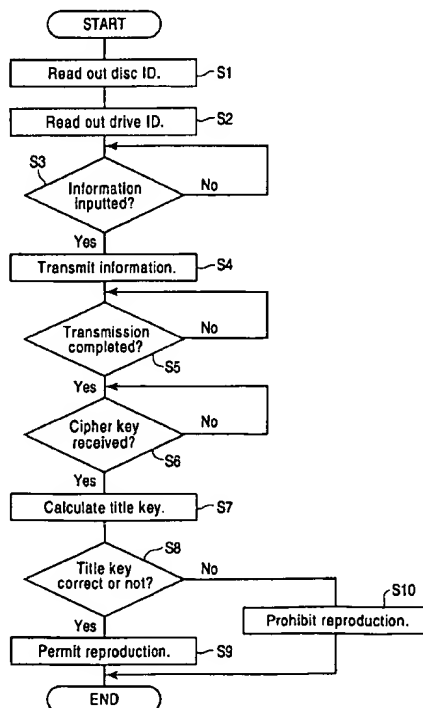 START
Read out disc ID.
S1
Read out drive ID.
S2
S3
Information
inputted?
No
Yes
Transmit information.
S4
Transmission
completed?
No
S5
Yes
Cipher key
received?
No
S6
Yes
Calculate title key.
S7
S8
Title key
correct or not?
No
S10
Yes
Prohibit reproduction.
Permit reproduction.
S9
END